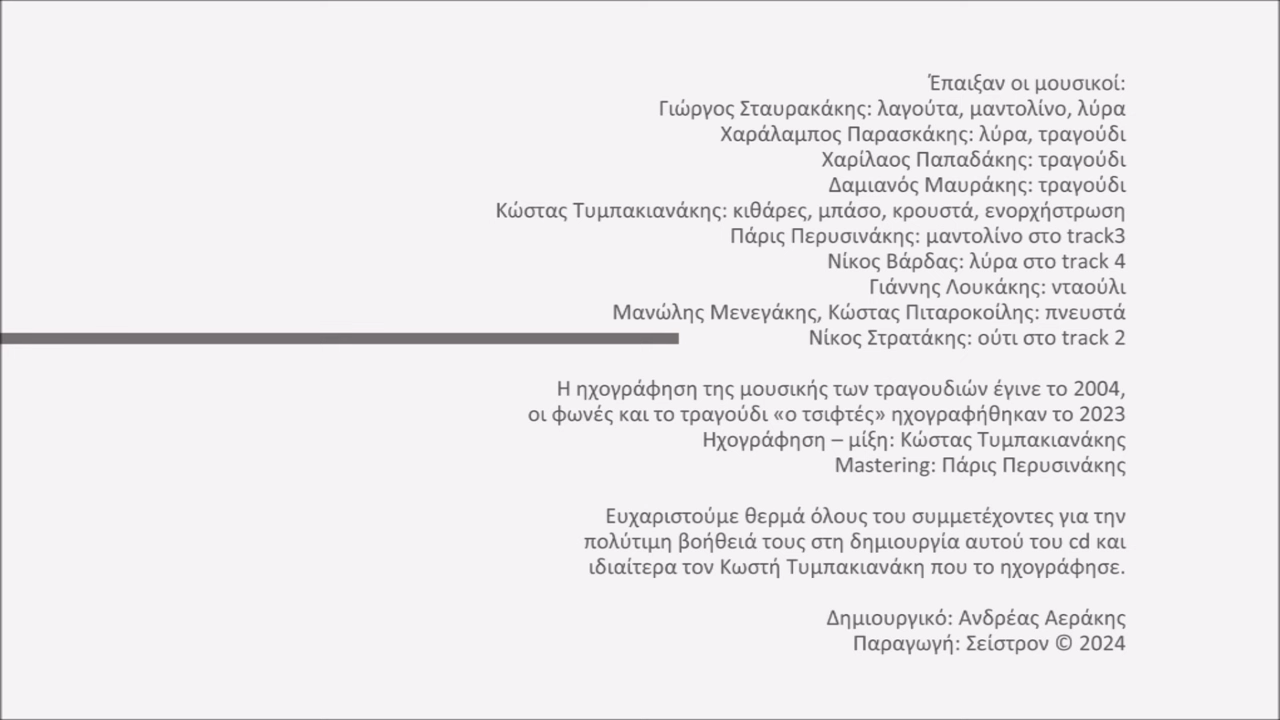 Έπαιξαν οι μουσικοί:
Γιώργος Σταυρακάκης: λαγούτα, μαντολίνο, λύρα
Χαράλαμπος Παρασκάκης: λύρα, τραγούδι
Χαρίλαος Παπαδάκης: τραγούδι
Δαμιανός Μαυράκης: τραγούδι
Κώστας Τυμπακιανάκης: κιθάρες, μπάσο, κρουστά, ενορχήστρωση
Πάρις Περυσινάκης: μαντολίνο στο track3
Νίκος Βάρδας: λύρα στο track 4
Γιάννης Λουκάκης: νταούλι
Μανώλης Μενεγάκης, Κώστας Πιταροκοίλης: πνευστά
Νίκος Στρατάκης: ούτι στο track 2
Η ηχογράφηση της μουσικής των τραγουδιών έγινε το 2004,
οι φωνές και το τραγούδι «ο τσιφτές» ηχογραφήθηκαν το 2023
Ηχογράφηση – μίξη: Κώστας Τυμπακιανάκης
Mastering: Πάρις Περυσινάκης
Ευχαριστούμε θερμά όλους του συμμετέχοντες για την
πολύτιμη βοήθειά τους στη δημιουργία αυτού του cd και
ιδιαίτερα τον Κωστή Τυμπακιανάκη που το ηχογράφησε.
Δημιουργικό: Ανδρέας Αεράκης
Παραγωγή: Σείστρον © 2024